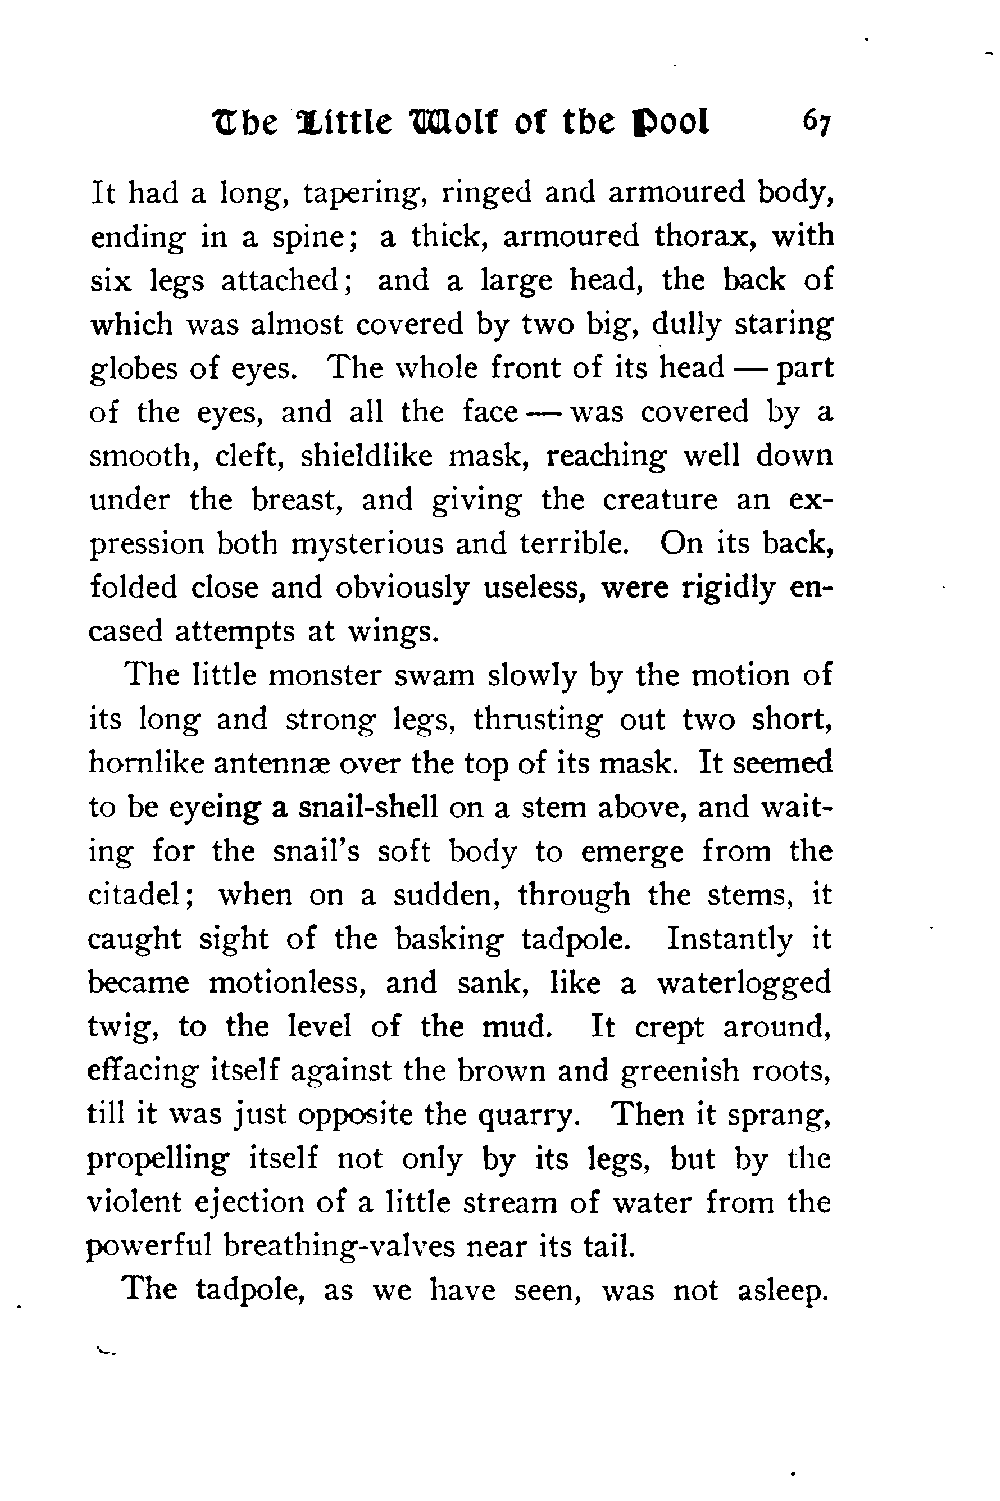 The Little Wolf of the Pool 67
It had a long, tapering, ringed and armoured body,
ending in a spine; a thick, armoured thorax, with
six legs attached; and a large head, the back of
which was almost covered by two big, dully staring
globes of eyes. The whole front of its head — part
of the eyes, and all the face — was covered by a
smooth, cleft, shieldlike mask, reaching well down
under the breast, and giving the creature an ex-
pression both mysterious and terrible. On its back,
folded close and obviously useless, were rigidly en-
cased attempts at wings.
The little monster swam slowly by the motion of
its long and strong legs, thrusting out two short,
hornlike antennæ over the top of its mask. It seemed
to be eyeing a snail-shell on a stem above, and wait-
ing for the snail's soft body to emerge from the
citadel; when on a sudden, through the stems, it
caught sight of the basking tadpole. Instantly it
became motionless, and sank, like a waterlogged
twig, to the level of the mud. It crept around,
effacing itself against the brown and greenish roots,
till it was just opposite the quarry. Then it sprang,
propelling itself not only by its legs, but by the
violent ejection of a little stream of water from the
powerful breathing-valves near its tail.
The tadpole, as we have seen, was not asleep.